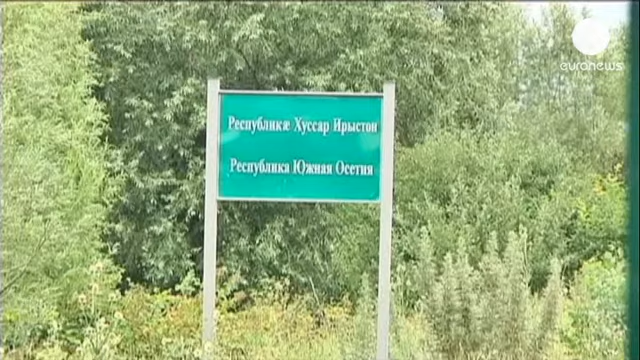 euronews
Республикæ Хуссар Ирыстон
Республика Южная Осетия